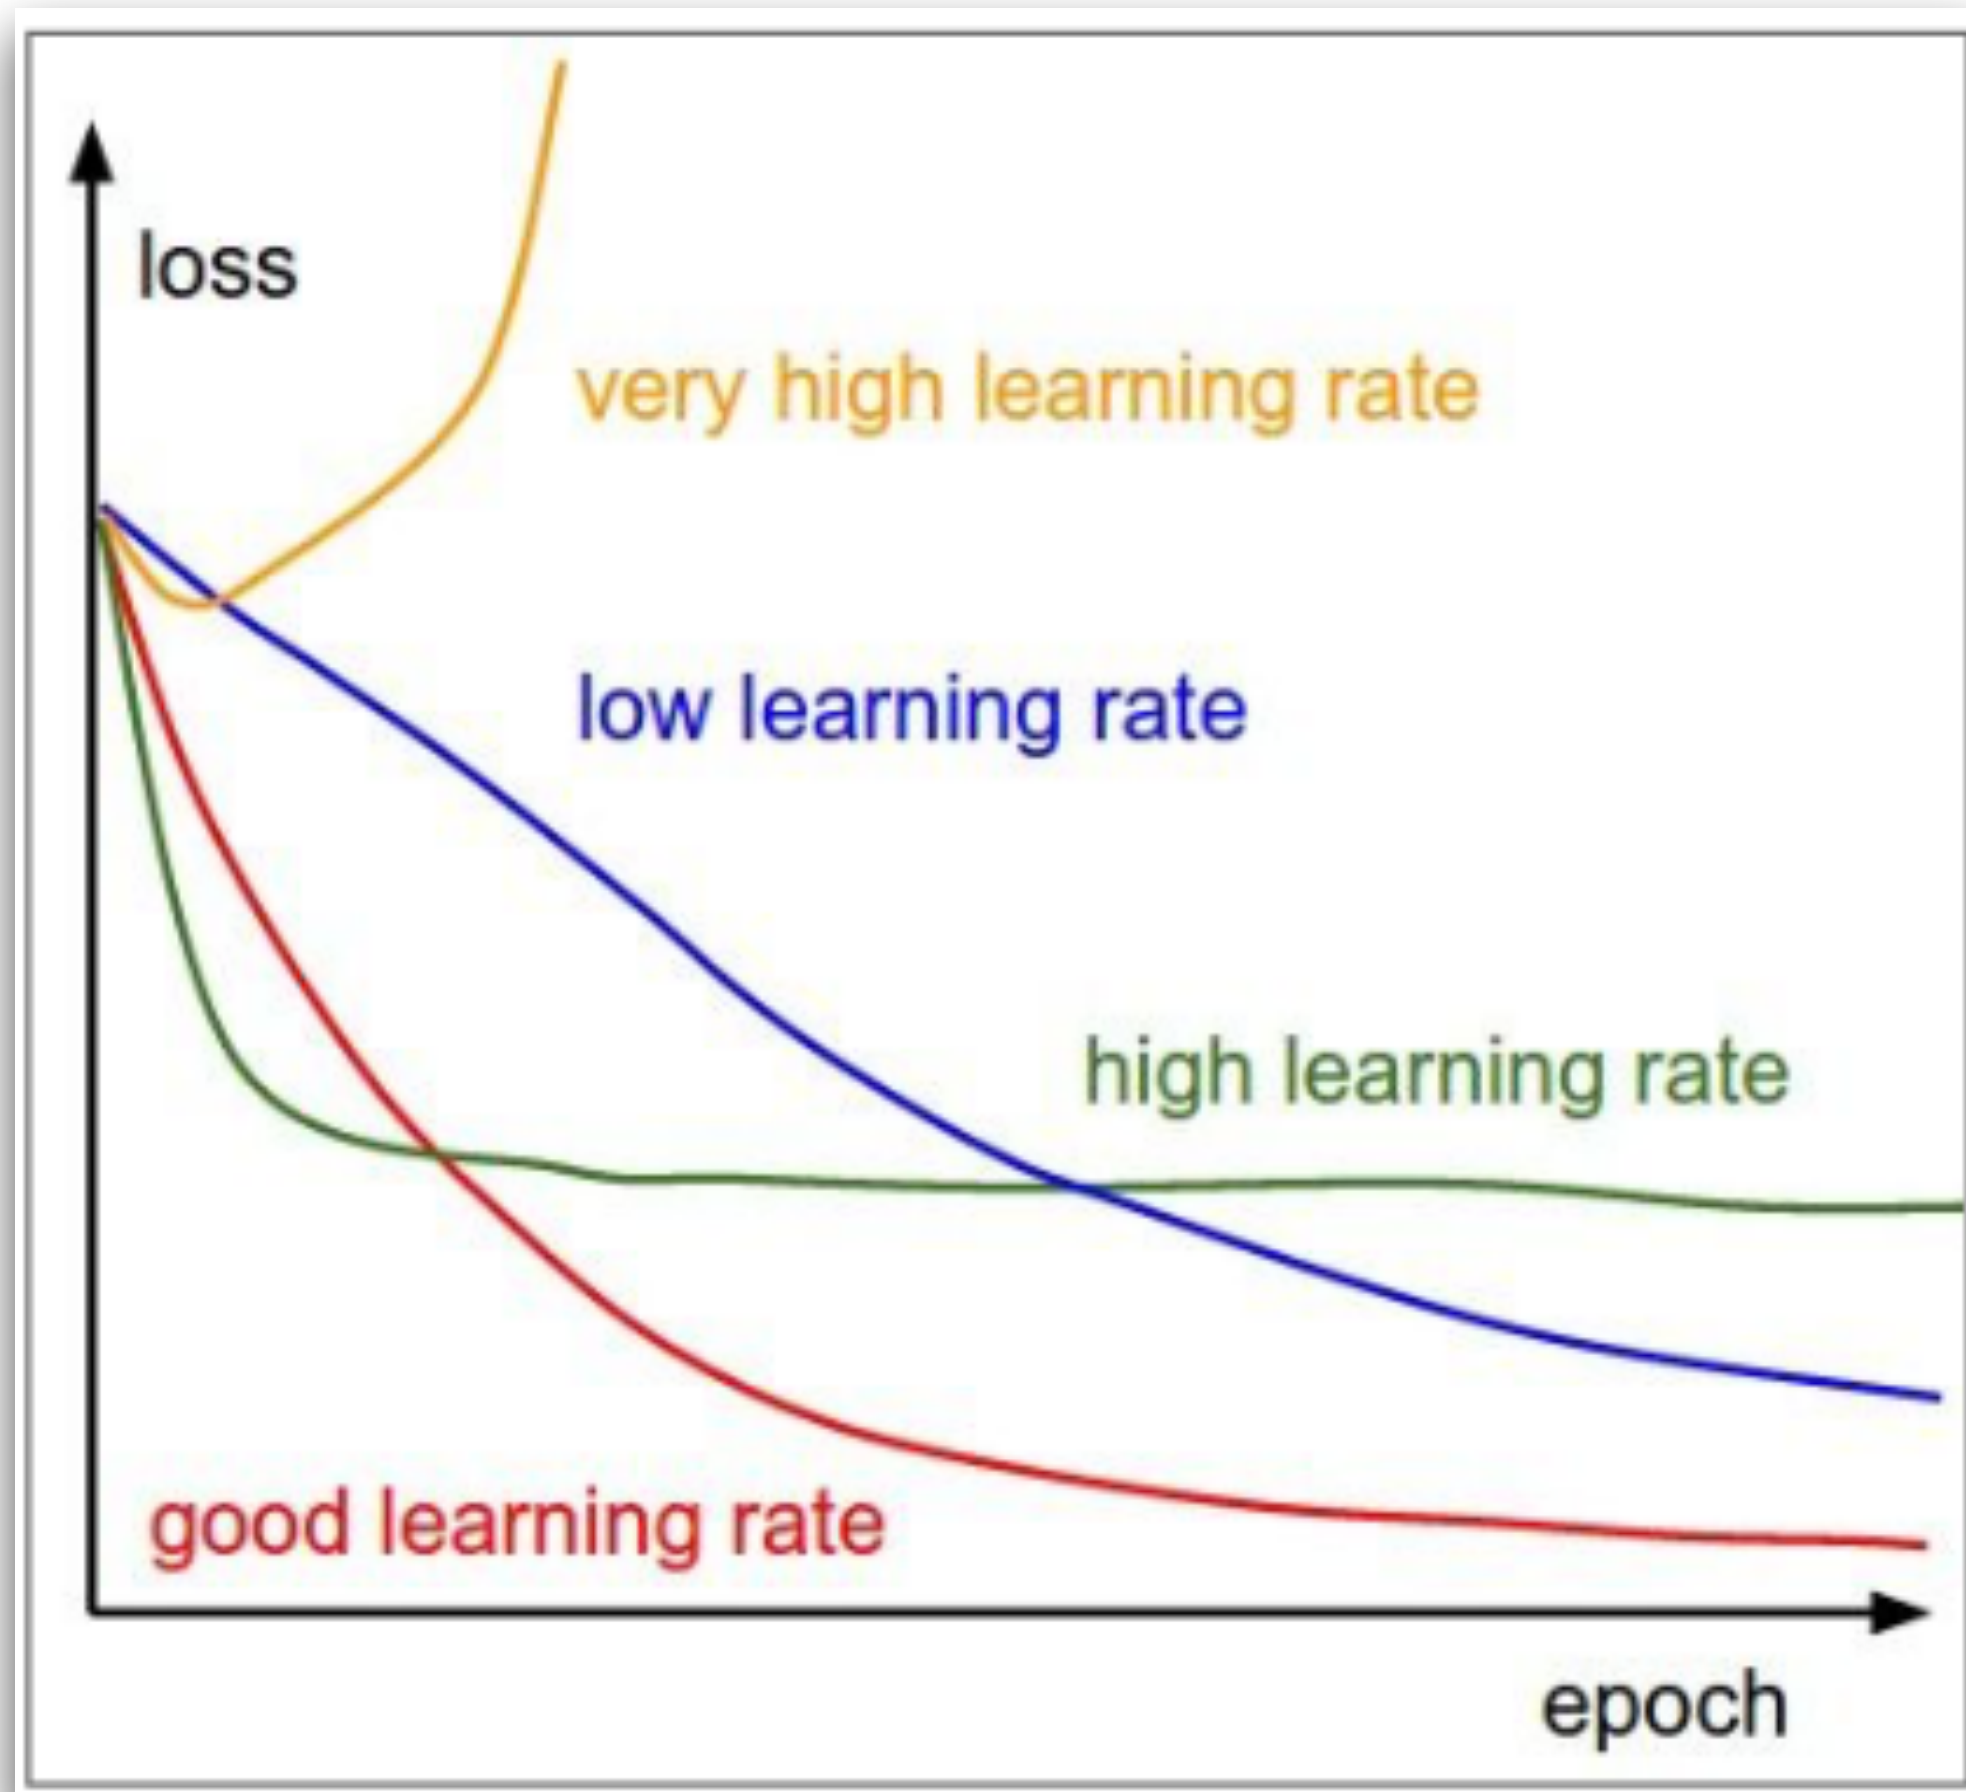 loss
very high learning rate
low learning rate
high learning rate
good learning rate
epoch